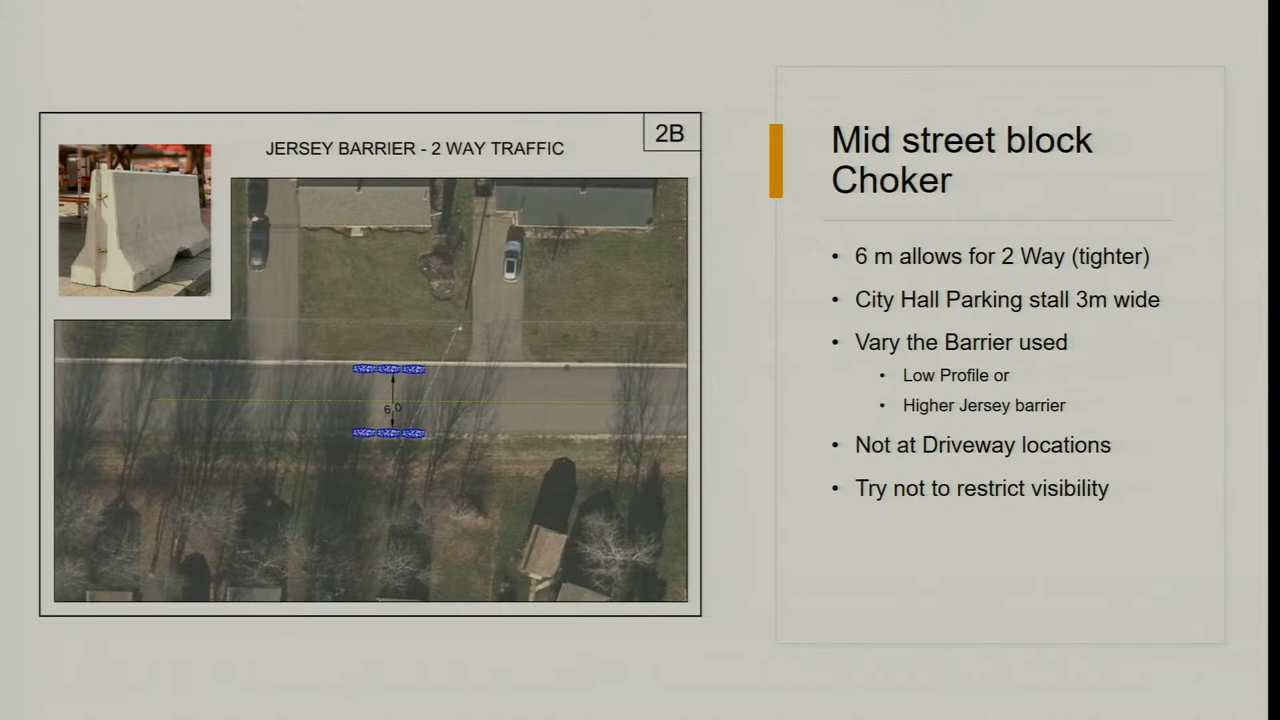 2B
JERSEY BARRIER - 2 WAY TRAFFIC
6.0
Mid street block
Choker
• 6 m allows for 2 Way (tighter)
• City Hall Parking stall 3m wide
• Vary the Barrier used
• Low Profile or
• Higher Jersey barrier
• Not at Driveway locations
• Try not to restrict visibility